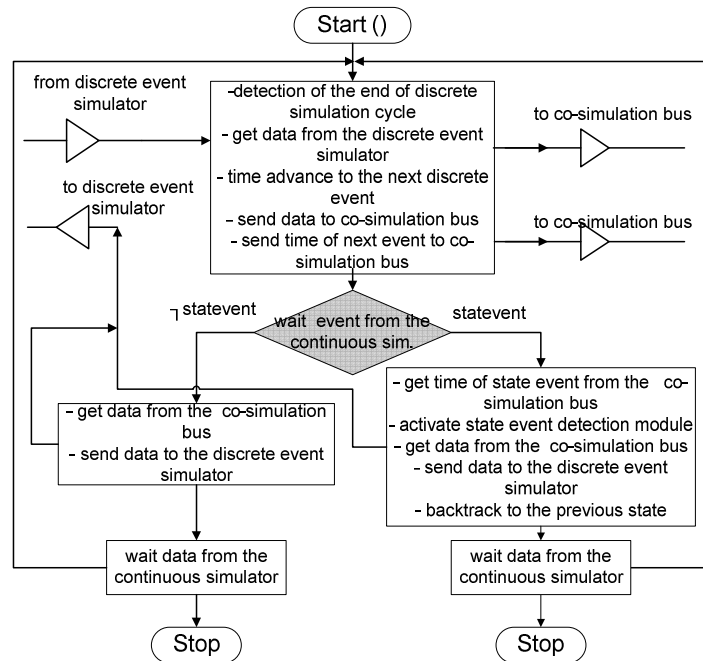 Start ()
from discrete event
simulator
-detection of the end of discrete
simulation cycle
- get data from the discrete event
simulator
- time advance to the next discrete
event
- send data to co-simulation bus
- send time of next event to co-
simulation bus
to co-simulation bus
to discrete event
simulator
to co-simulation bus
┐statevent
wait event from the
continuous sim.
statevent
- get data from the co-simulation
bus
- send data to the discrete event
simulator
- get time of state event from the co-
simulation bus
- activate state event detection module
- get data from the co-simulation bus
- send data to the discrete event
simulator
- backtrack to the previous state
wait data from the
continuous simulator
wait data from the
continuous simulator
Stop
Stop